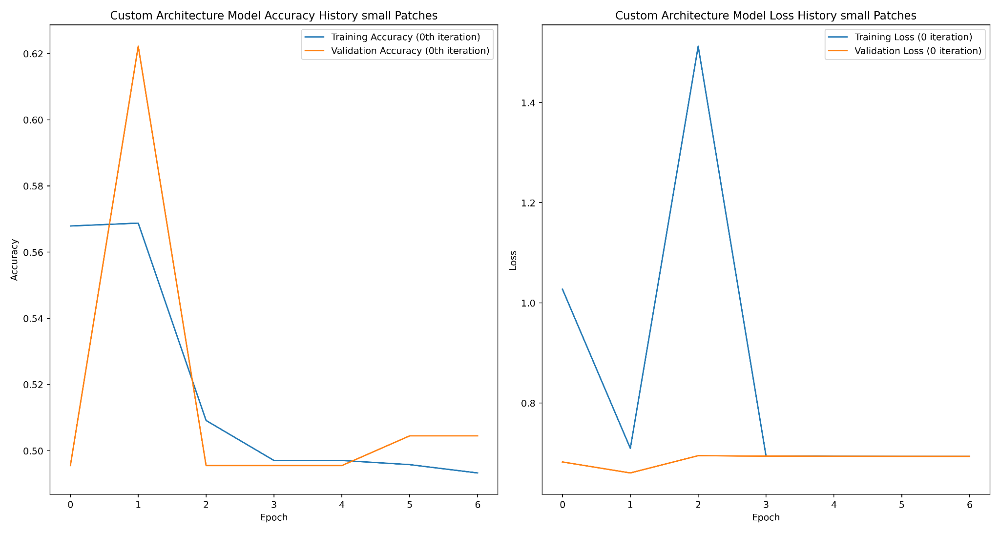 Custom Architecture Model Accuracy History small Patches
Training Accuracy (0th iteration)
Validation Accuracy (0th iteration)
0.62
0.60
0.58
0.56
0.54
0.52
0.50
Accuracy
0
1
2
3
4
5
6
Epoch
Custom Architecture Model Loss History small Patches
Training Loss (0 iteration)
Validation Loss (0 iteration)
1.4
1.2
1.0
0.8
Loss
0
1
2
3
4
5
6
Epoch